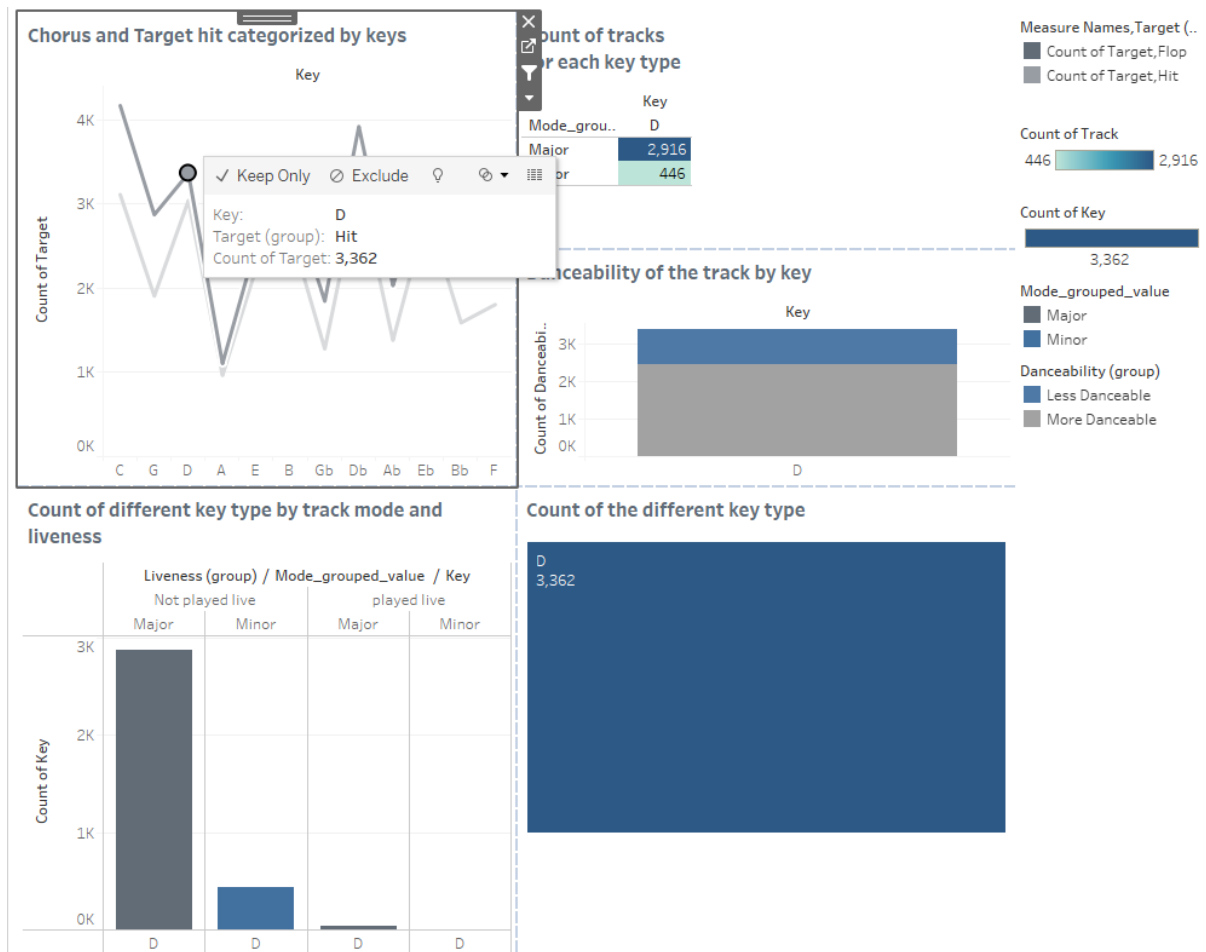 Chorus and Target hit categorized by keys
Key
Count of Target
4K
3K
2K
1K
0K
C G D A E B Gb Db Ab Eb Bb F
Keep Only Exclude
Key: D
Target (group): Hit
Count of Target: 3,362
ount of tracks
or each key type
Key
Mode_grou.. D
Major 2,916
or 446
Danceability of the track by key
Key
Count of Danceabi..
3K
2K
1K
0K
D
Count of different key type by track mode and
liveness
Liveness (group) / Mode_grouped_value / Key
Not played live played live
Major Minor Major Minor
Count of Key
3K
2K
1K
0K
D D D D
Count of the different key type
D
3,362
Measure Names,Target (..
Count of Target,Flop
Count of Target,Hit
Count of Track
446 2,916
Count of Key
3,362
Mode_grouped_value
Major
Minor
Danceability (group)
Less Danceable
More Danceable